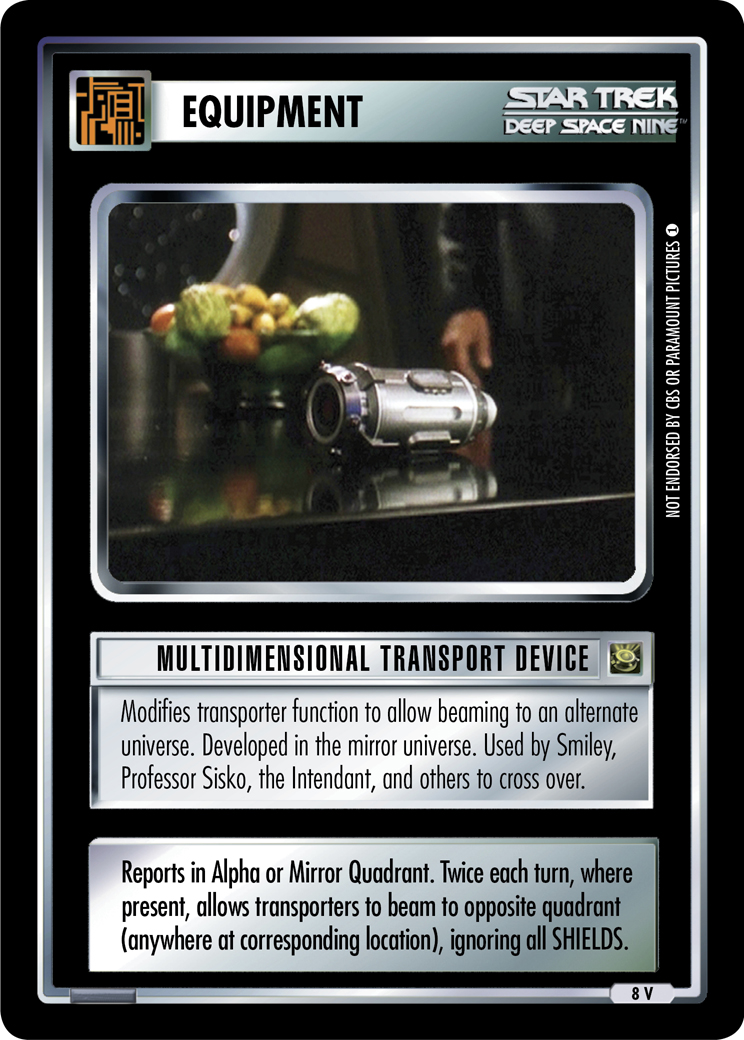 EQUIPMENT
STAR TREK
DEEP SPACE NINE™
NOT ENDORSED BY CBS OR PARAMOUNT PICTURES 1
MULTIDIMENSIONAL TRANSPORT DEVICE
Modifies transporter function to allow beaming to an alternate
universe. Developed in the mirror universe. Used by Smiley,
Professor Sisko, the Intendant, and others to cross over.
Reports in Alpha or Mirror Quadrant. Twice each turn, where
present, allows transporters to beam to opposite quadrant
(anywhere at corresponding location), ignoring all SHIELDS.
8 V